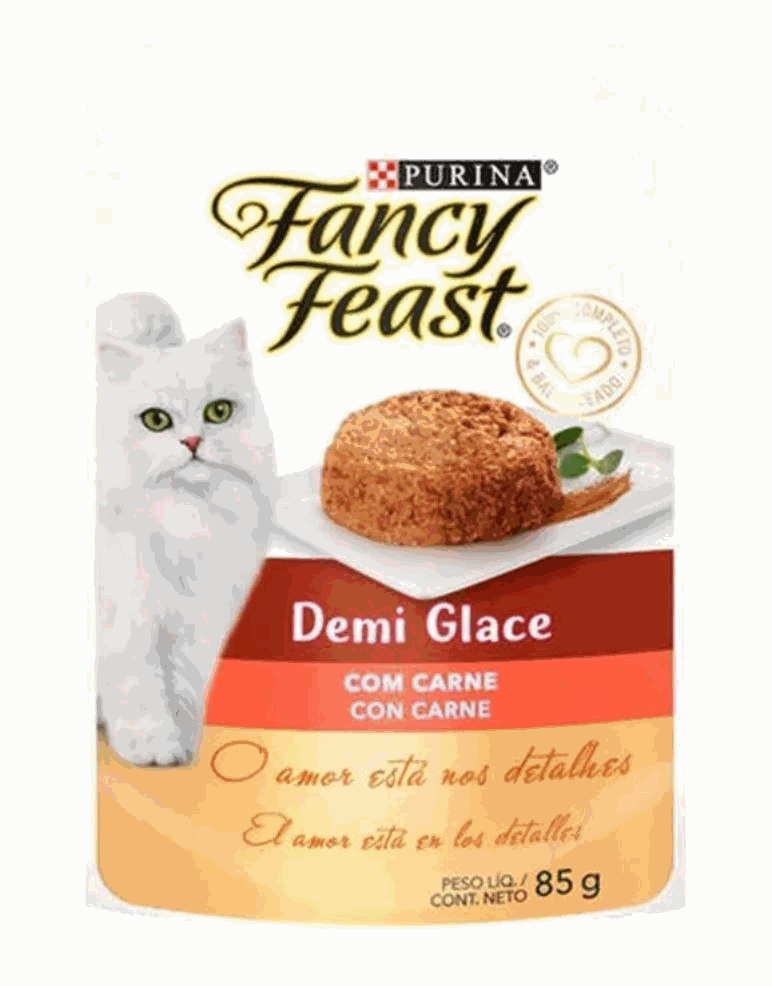 PURINA®
Fancy
Feast®
COMPLETO
Demi Glace
COM CARNE
CON CARNE
O amor está nos detalhes
El amor está en los detalles
PESO LÍQ. / 85 g
CONT. NETO